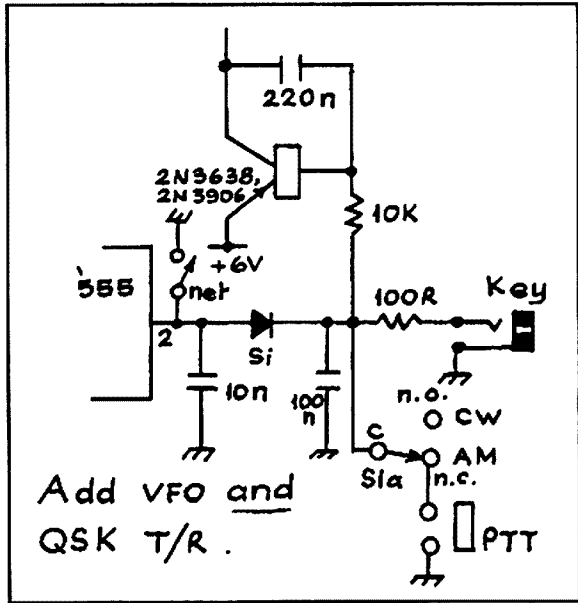 220n
2N3638,
2N3906
10K
+6V
'555
net
100R
Key
2
Si
10n
100
n
n.o.
CW
C
AM
S1a
n.c.
PTT
Add VFO and
QSK T/R.